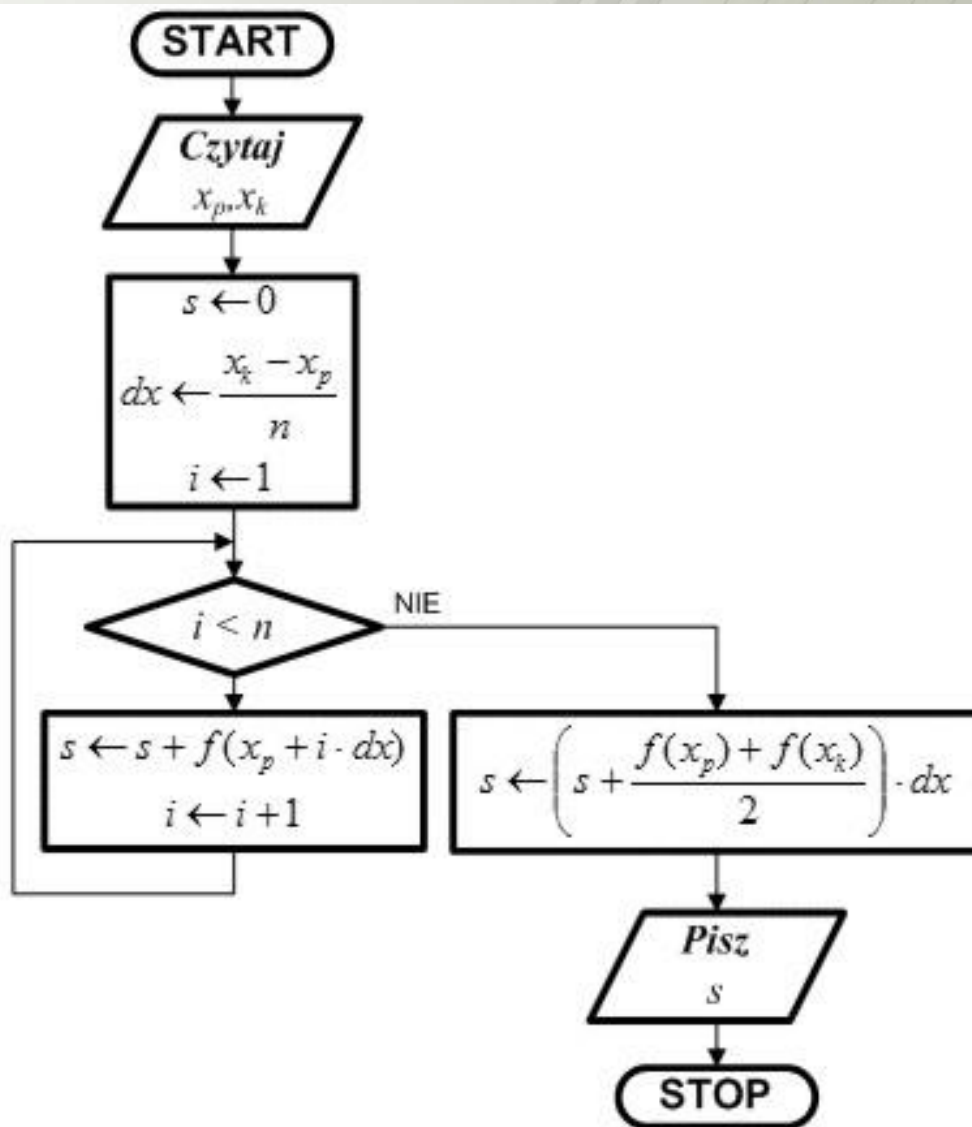 START
Czytaj
x_p, x_k
s ← 0
dx ← (x_k − x_p) / n
i ← 1
i < n
NIE
s ← s + f(x_p + i · dx)
i ← i + 1
s ← (s + (f(x_p) + f(x_k)) / 2) · dx
Pisz
s
STOP